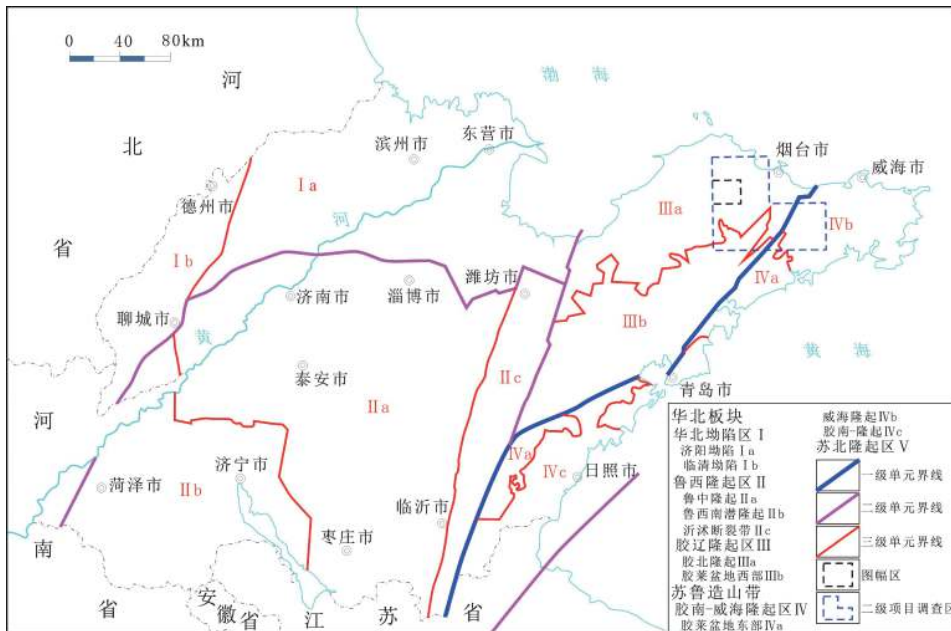 0 40 80km
河
北
省
渤 海
滨州市
东营市
烟台市
威海市
德州市
Ⅰa
河
Ⅲa
Ⅳb
Ⅰb
济南市
淄博市
潍坊市
Ⅳa
聊城市
黄
Ⅲb
黄 海
泰安市
Ⅱc
Ⅱa
青岛市
河
Ⅳa
Ⅳc
日照市
菏泽市
济宁市
Ⅱb
临沂市
南
枣庄市
省
安
徽
省
江
苏
省
华北板块
华北坳陷区Ⅰ
济阳坳陷Ⅰa
临清坳陷Ⅰb
鲁西隆起区Ⅱ
鲁中隆起Ⅱa
鲁西南潜隆起Ⅱb
沂沭断裂带Ⅱc
胶辽隆起区Ⅲ
胶北隆起Ⅲa
胶莱盆地西部Ⅲb
苏鲁造山带
胶南-威海隆起区Ⅳ
胶莱盆地东部Ⅳa
威海隆起Ⅳb
胶南-隆起Ⅳc
苏北隆起区Ⅴ
一级单元界线
二级单元界线
三级单元界线
图幅区
二级项目调查区